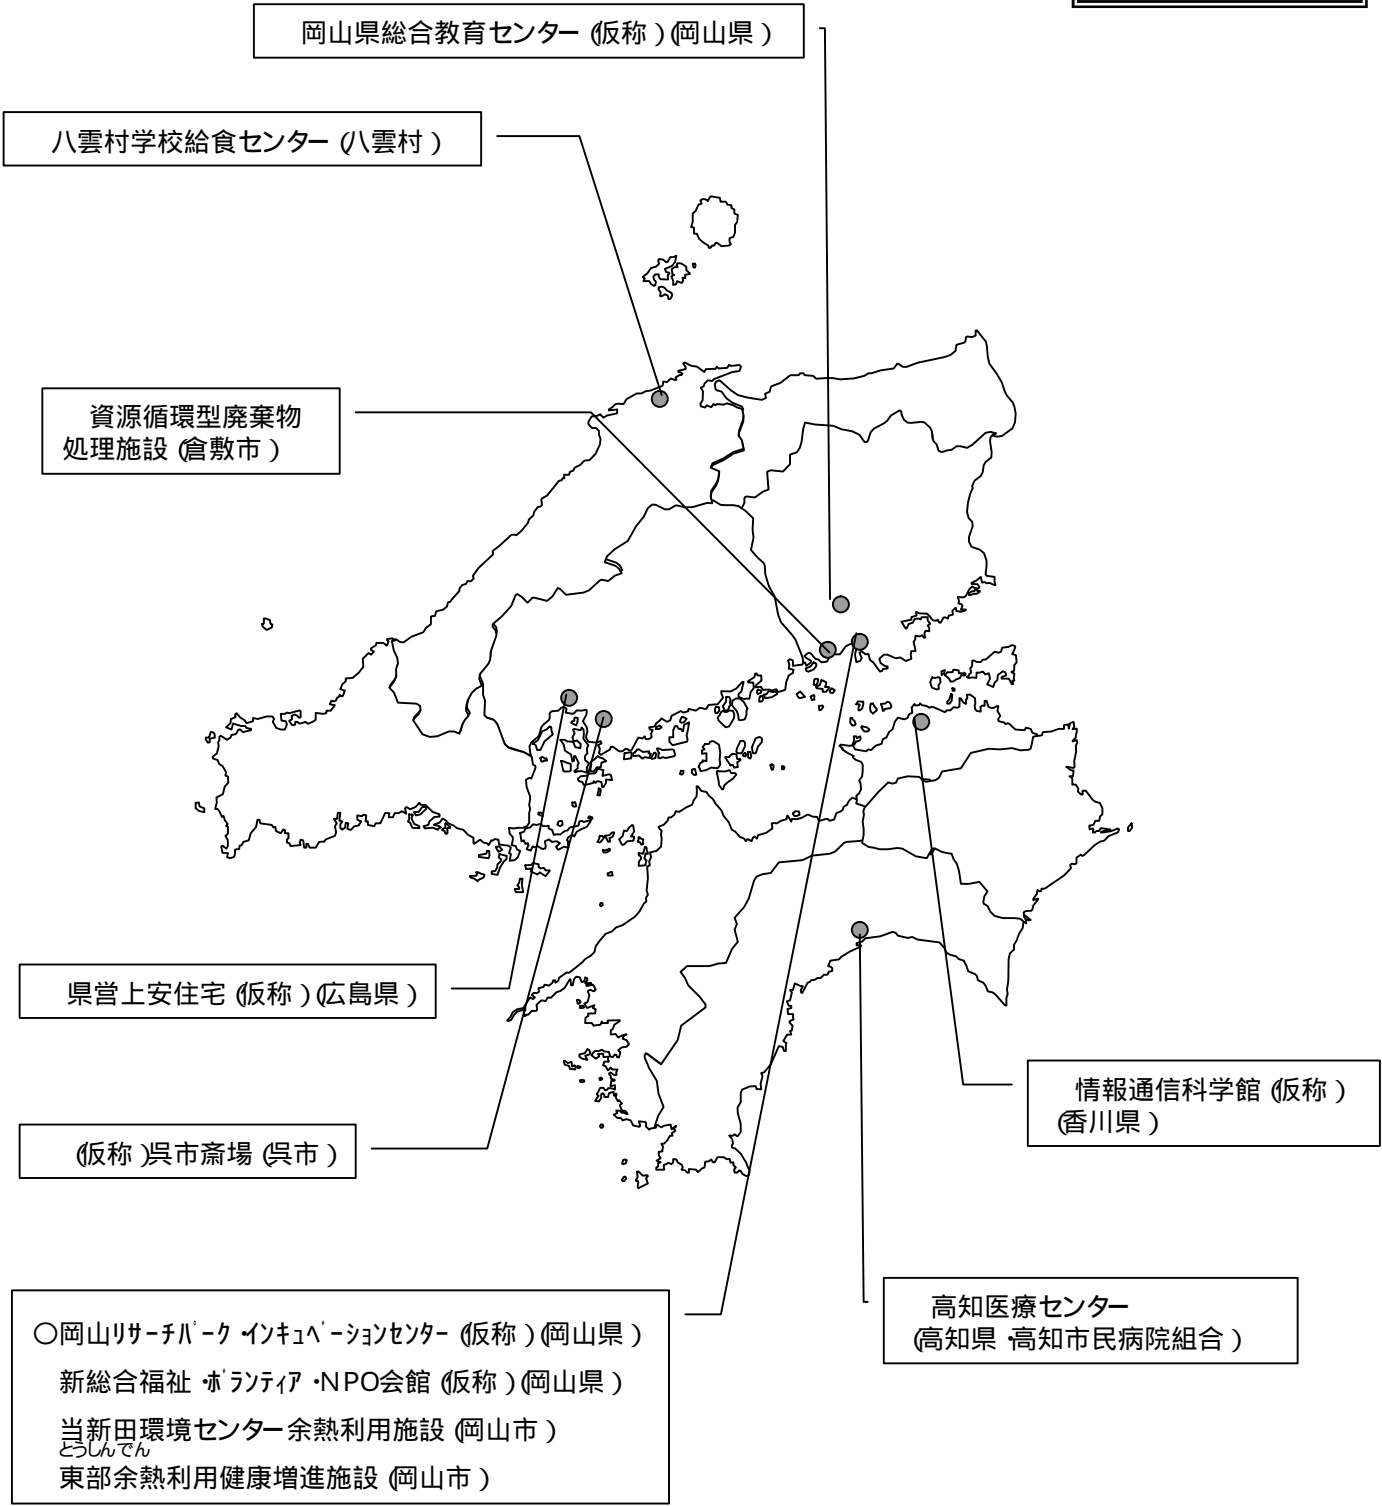 岡山県総合教育センター（仮称）（岡山県）
八雲村学校給食センター（八雲村）
資源循環型廃棄物
処理施設（倉敷市）
県営上安住宅（仮称）（広島県）
（仮称）呉市斎場（呉市）
情報通信科学館（仮称）
（香川県）
高知医療センター
（高知県・高知市民病院組合）
〇岡山ﾘｻｰﾁﾊﾟｰｸ・ｲﾝｷｭﾍﾞｰｼｮﾝｾﾝﾀｰ（仮称）（岡山県）
新総合福祉・ﾎﾞﾗﾝﾃｨｱ・NPO会館（仮称）（岡山県）
当新田環境センター余熱利用施設（岡山市）
とうしんでん
東部余熱利用健康増進施設（岡山市）